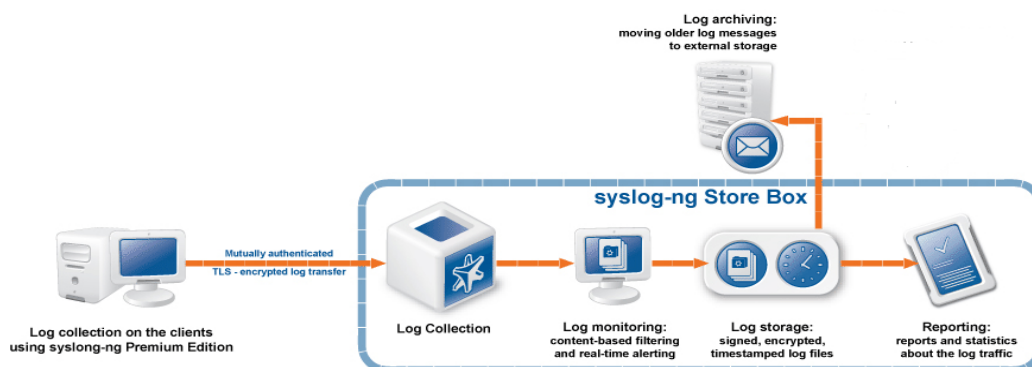 Log archiving:
moving older log messages
to external storage
syslog-ng Store Box
Mutually authenticated
TLS - encrypted log transfer
Log collection on the clients
using syslong-ng Premium Edition
Log Collection
Log monitoring:
content-based filtering
and real-time alerting
Log storage:
signed, encrypted,
timestamped log files
Reporting:
reports and statistics
about the log traffic